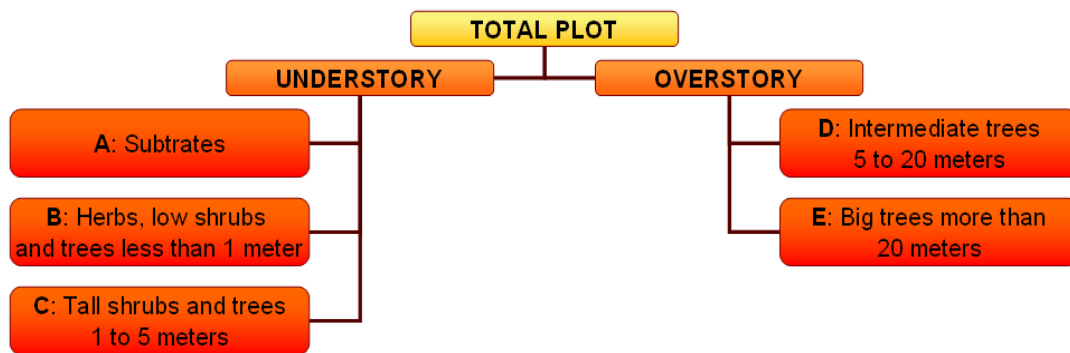 TOTAL PLOT
UNDERSTORY
OVERSTORY
A: Subtrates
B: Herbs, low shrubs
and trees less than 1 meter
C: Tall shrubs and trees
1 to 5 meters
D: Intermediate trees
5 to 20 meters
E: Big trees more than
20 meters